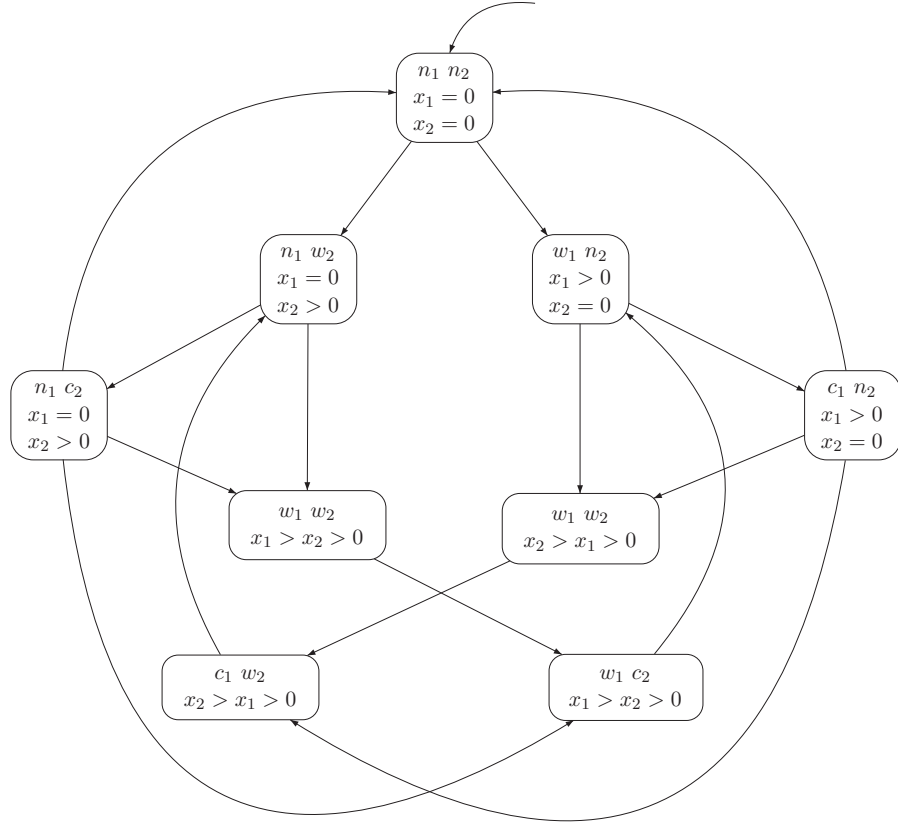 n₁ n₂
x₁ = 0
x₂ = 0
n₁ w₂
x₁ = 0
x₂ > 0
w₁ n₂
x₁ > 0
x₂ = 0
n₁ c₂
x₁ = 0
x₂ > 0
c₁ n₂
x₁ > 0
x₂ = 0
w₁ w₂
x₁ > x₂ > 0
w₁ w₂
x₂ > x₁ > 0
c₁ w₂
x₂ > x₁ > 0
w₁ c₂
x₁ > x₂ > 0